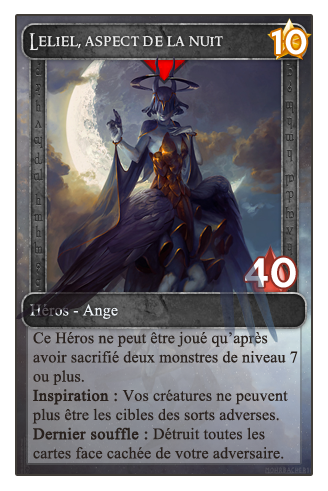 Leliel, aspect de la nuit
10
40
Héros - Ange
Ce Héros ne peut être joué qu'après
avoir sacrifié deux monstres de niveau 7
ou plus.
Inspiration : Vos créatures ne peuvent
plus être les cibles des sorts adverses.
Dernier souffle : Détruit toutes les
cartes face cachée de votre adversaire.